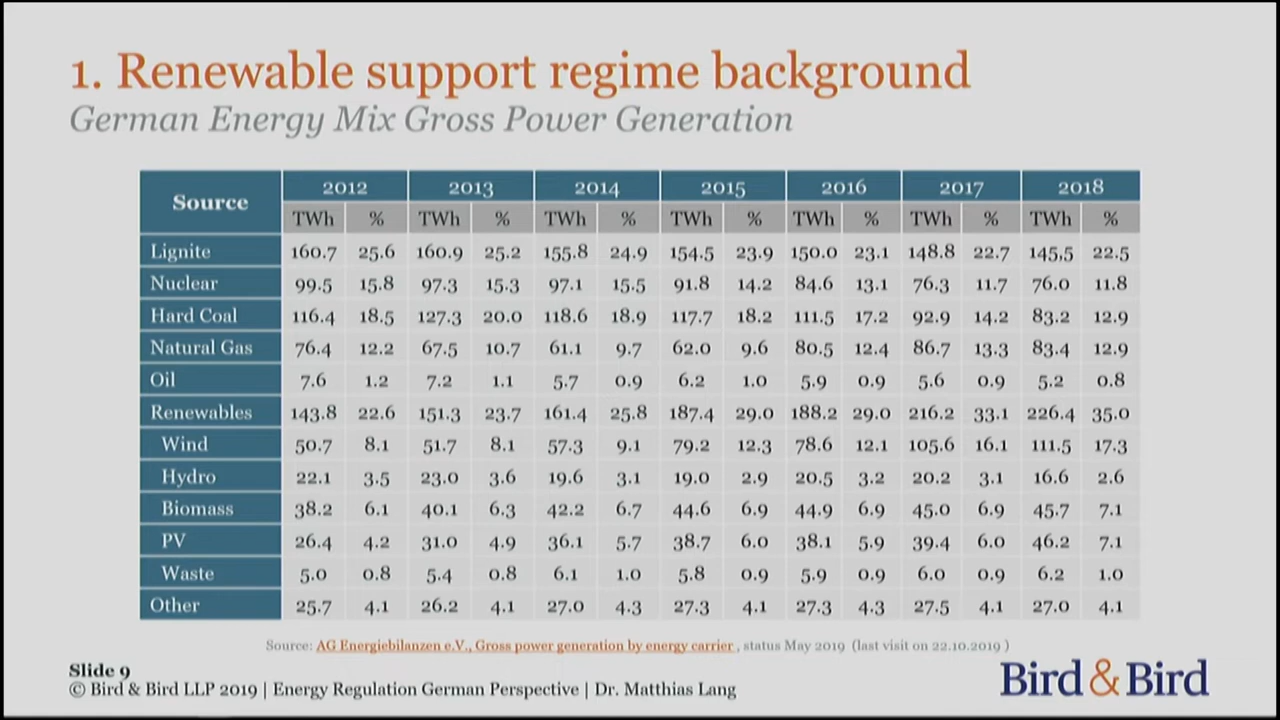 1. Renewable support regime background
German Energy Mix Gross Power Generation
Source 2012 2013 2014 2015 2016 2017 2018
TWh % TWh % TWh % TWh % TWh % TWh % TWh %
Lignite 160.7 25.6 160.9 25.2 155.8 24.9 154.5 23.9 150.0 23.1 148.8 22.7 145,5 22.5
Nuclear 99.5 15.8 97.3 15.3 97.1 15.5 91.8 14.2 84.6 13.1 76.3 11.7 76.0 11.8
Hard Coal 116.4 18.5 127.3 20.0 118.6 18.9 117.7 18.2 111.5 17.2 92.9 14.2 83.2 12.9
Natural Gas 76.4 12.2 67.5 10.7 61.1 9.7 62.0 9.6 80.5 12.4 86.7 13.3 83.4 12.9
Oil 7.6 1.2 7.2 1.1 5.7 0.9 6.2 1.0 5.9 0.9 5.6 0.9 5.2 0.8
Renewables 143.8 22.6 151.3 23.7 161.4 25.8 187.4 29.0 188.2 29.0 216.2 33.1 226.4 35.0
Wind 50.7 8.1 51.7 8.1 57.3 9.1 79.2 12.3 78.6 12.1 105.6 16.1 111.5 17.3
Hydro 22.1 3.5 23.0 3.6 19.6 3.1 19.0 2.9 20.5 3.2 20.2 3.1 16.6 2.6
Biomass 38.2 6.1 40.1 6.3 42.2 6.7 44.6 6.9 44.9 6.9 45.0 6.9 45.7 7.1
PV 26.4 4.2 31.0 4.9 36.1 5.7 38.7 6.0 38.1 5.9 39.4 6.0 46.2 7.1
Waste 5.0 0.8 5.4 0.8 6.1 1.0 5.8 0.9 5.9 0.9 6.0 0.9 6.2 1.0
Other 25.7 4.1 26.2 4.1 27.0 4.3 27.3 4.1 27.3 4.3 27.5 4.1 27.0 4.1
Source: AG Energiebilanzen e.V., Gross power generation by energy carrier , status May 2019 (last visit on 22.10.2019 )
Slide 9
© Bird & Bird LLP 2019 | Energy Regulation German Perspective | Dr. Matthias Lang
Bird & Bird